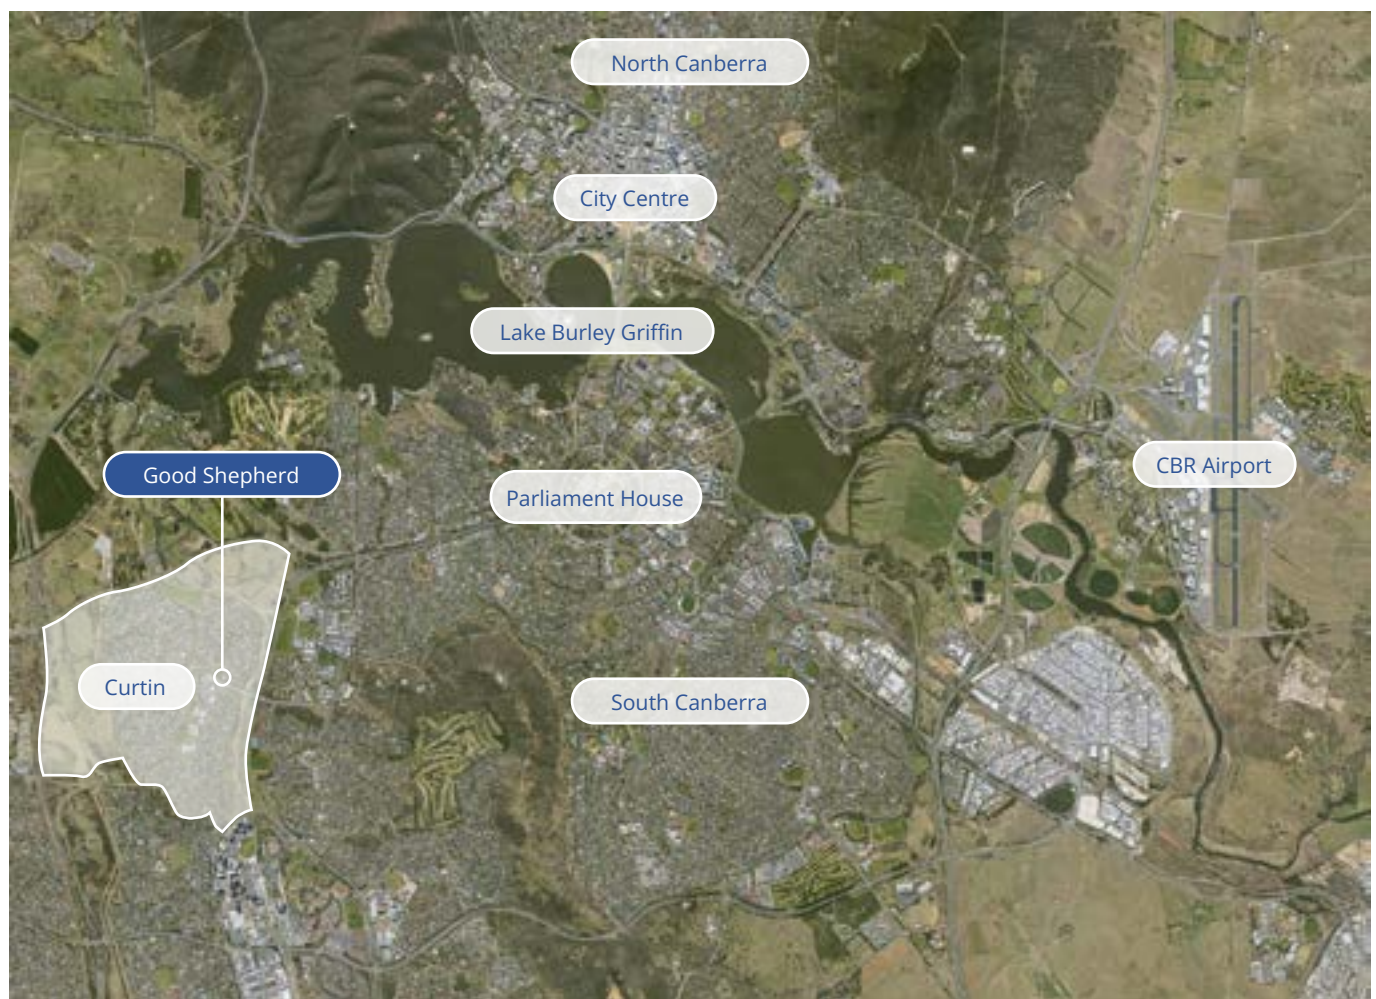 North Canberra
City Centre
Lake Burley Griffin
CBR Airport
Good Shepherd
Parliament House
Curtin
South Canberra